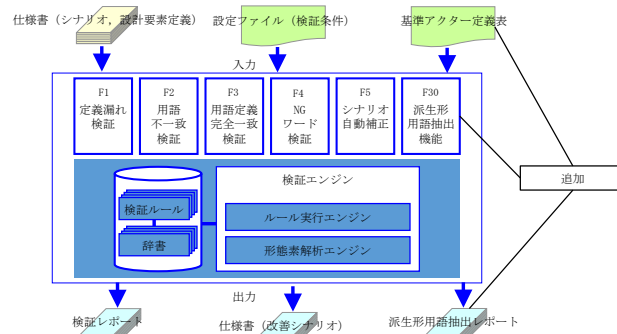 仕様書（シナリオ，設計要素定義）
設定ファイル（検証条件）
基準アクター定義表
入力
F1
定義漏れ
検証
F2
用語
不一致
検証
F3
用語定義
完全一致
検証
F4
NG
ワード
検証
F5
シナリオ
自動補正
F30
派生形
用語抽出
機能
追加
検証ルール
辞書
検証エンジン
ルール実行エンジン
形態素解析エンジン
出力
検証レポート
仕様書（改善シナリオ）
派生形用語抽出レポート